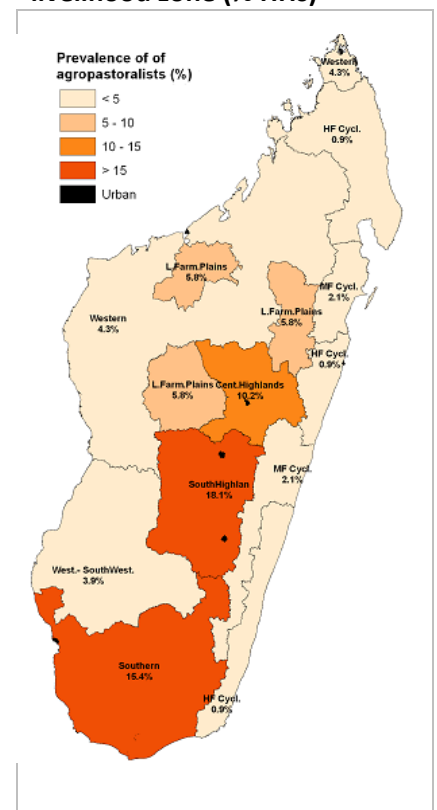 livelihood zone (% HHs)
Prevalence of of
agropastoralists (%)
< 5
5 - 10
10 - 15
> 15
Urban
Western
4.3%
HF Cycl.
0.9%
L.Farm.Plains
5.8%
MF Cycl.
2.1%
L.Farm.Plains
5.8%
Western
4.3%
HF Cycl.
0.9%
L.Farm.Plains
5.8%
Cent.Highlands
10.2%
MF Cycl.
2.1%
SouthHighlan
18.1%
West.- SouthWest.
3.9%
Southern
15.4%
HF Cycl.
0.9%